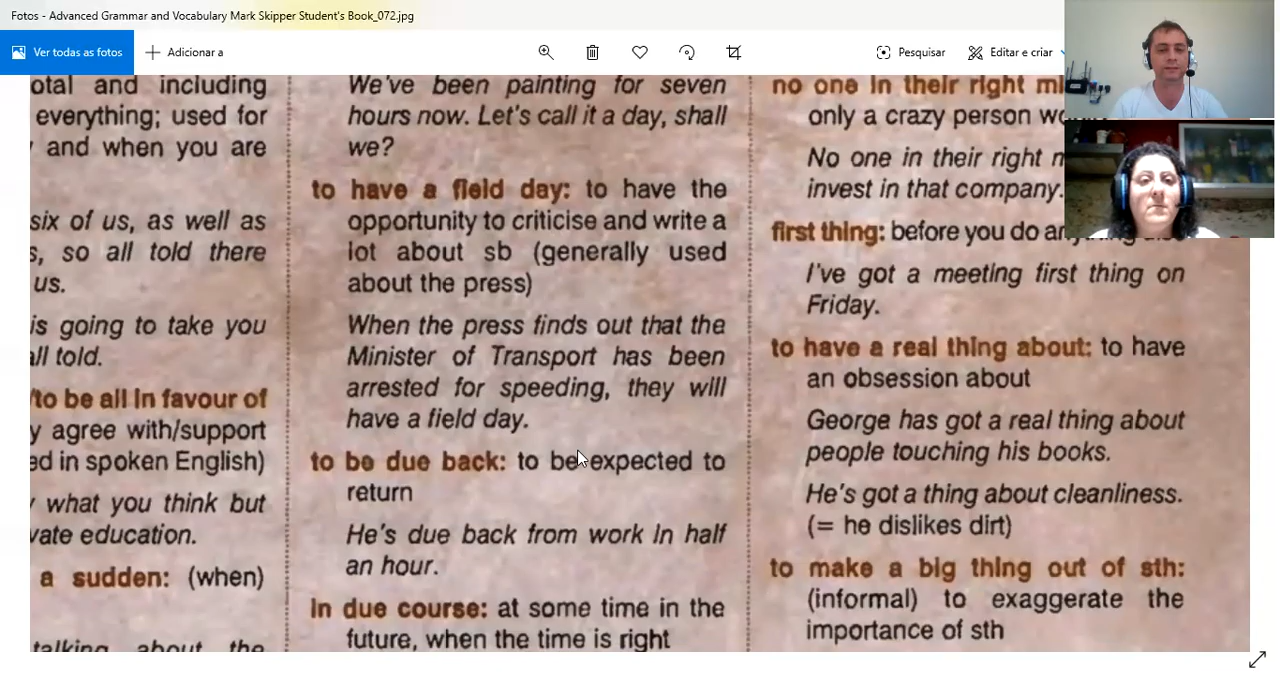 Fotos - Advanced Grammar and Vocabulary Mark Skipper Student's Book_072.jpg
Ver todas as fotos
Adicionar a
Pesquisar
Editar e criar
otal and including
everything; used for
and when you are
six of us, as well as
s, so all told there
us.
is going to take you
all told.
to be all in favour of
y agree with/support
ed in spoken English)
what you think but
vate education.
a sudden: (when)
talking about the
We've been painting for seven
hours now. Let's call it a day, shall
we?
to have a field day: to have the
opportunity to criticise and write a
lot about sb (generally used
about the press)
When the press finds out that the
Minister of Transport has been
arrested for speeding, they will
have a field day.
to be due back: to be expected to
return
He's due back from work in half
an hour.
in due course: at some time in the
future, when the time is right
no one in their right mi
only a crazy person wo
No one in their right m
invest in that company.
first thing: before you do
I've got a meeting first thing on
Friday.
to have a real thing about: to have
an obsession about
George has got a real thing about
people touching his books.
He's got a thing about cleanliness.
(= he dislikes dirt)
to make a big thing out of sth:
(informal) to exaggerate the
importance of sth